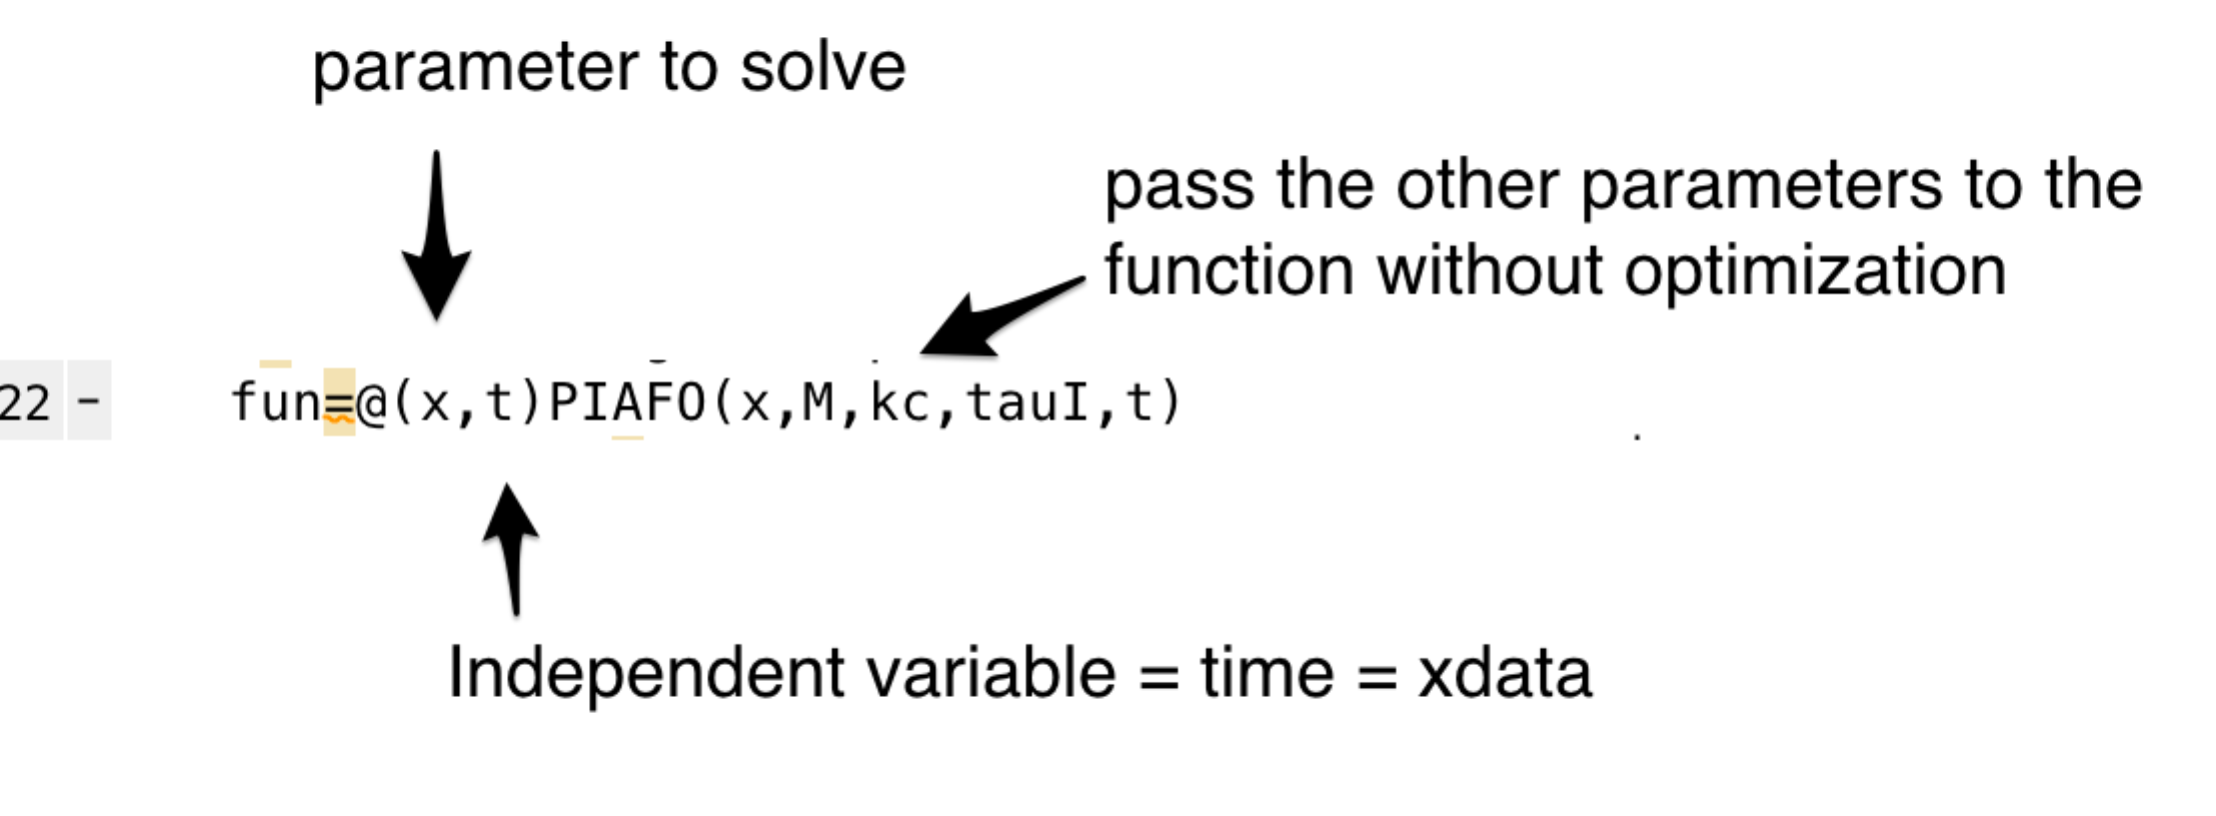 parameter to solve
pass the other parameters to the
function without optimization
22 - fun=@(x,t)PIAFO(x,M,kc,tauI,t)
Independent variable = time = xdata